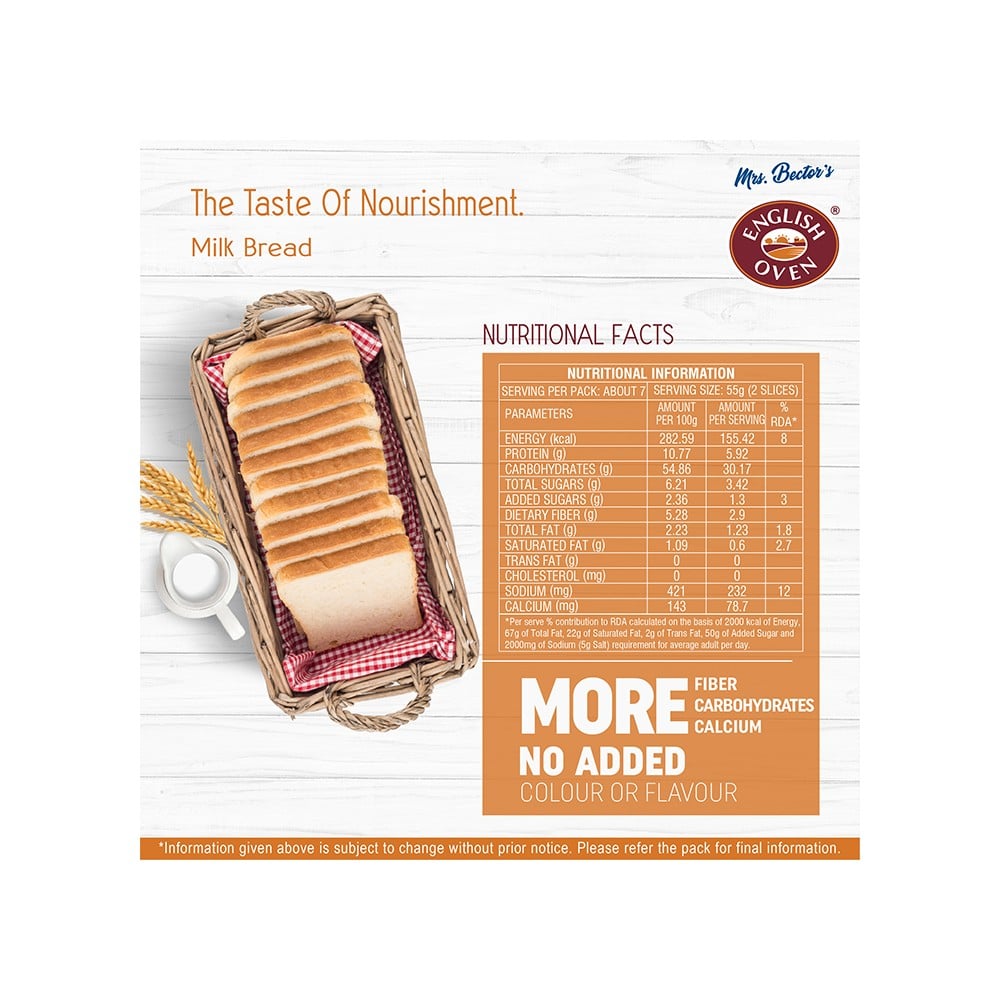 The Taste Of Nourishment.
Milk Bread
Mrs. Bector's
ENGLISH
OVEN
®
NUTRITIONAL FACTS
NUTRITIONAL INFORMATION
SERVING PER PACK: ABOUT 7 SERVING SIZE: 55g (2 SLICES)
PARAMETERS AMOUNT PER 100g AMOUNT PER SERVING % RDA*
ENERGY (kcal) 282.59 155.42 8
PROTEIN (g) 10.77 5.92
CARBOHYDRATES (g) 54.86 30.17
TOTAL SUGARS (g) 6.21 3.42
ADDED SUGARS (g) 2.36 1.3 3
DIETARY FIBER (g) 5.28 2.9
TOTAL FAT (g) 2.23 1.23 1.8
SATURATED FAT (g) 1.09 0.6 2.7
TRANS FAT (g) 0 0
CHOLESTEROL (mg) 0 0
SODIUM (mg) 421 232 12
CALCIUM (mg) 143 78.7
*Per serve % contribution to RDA calculated on the basis of 2000 kcal of Energy,
67g of Total Fat, 22g of Saturated Fat, 2g of Trans Fat, 50g of Added Sugar and
2000mg of Sodium (5g Salt) requirement for average adult per day.
MORE
FIBER
CARBOHYDRATES
CALCIUM
NO ADDED
COLOUR OR FLAVOUR
*Information given above is subject to change without prior notice. Please refer the pack for final information.